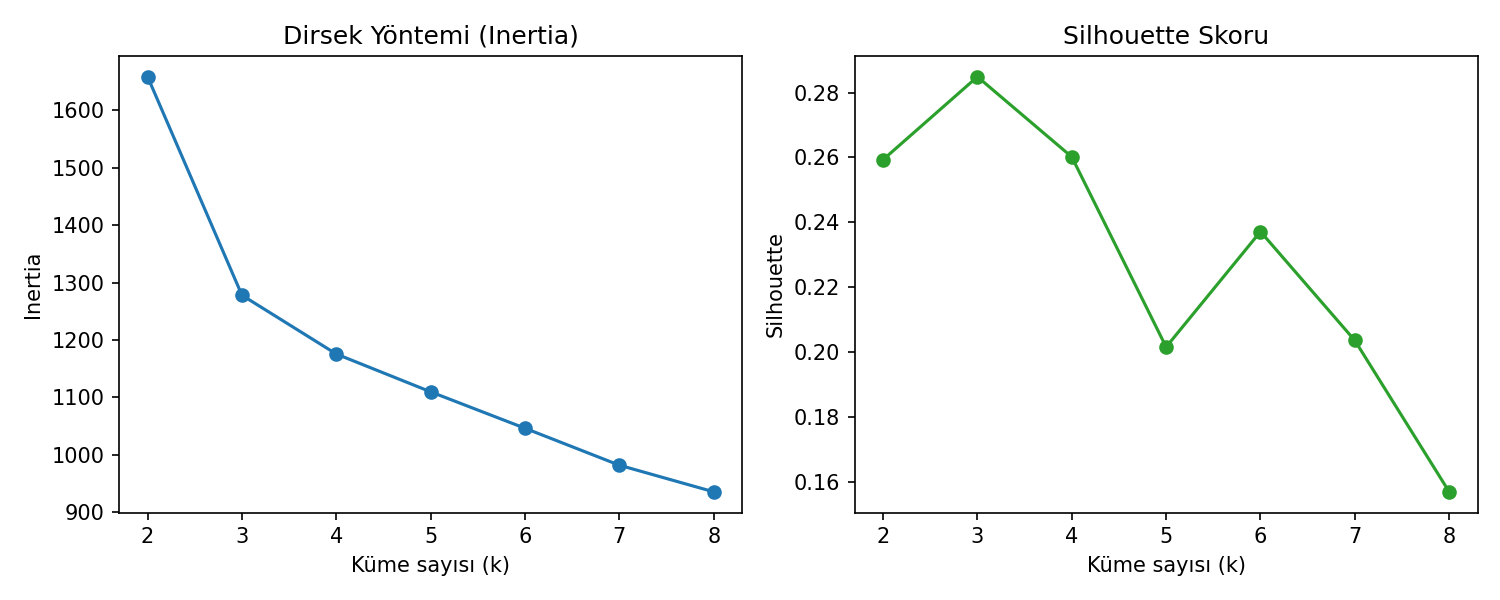 Dirsek Yöntemi (Inertia)
Inertia
1600
1500
1400
1300
1200
1100
1000
900
2 3 4 5 6 7 8
Küme sayısı (k)
Silhouette Skoru
Silhouette
0.28
0.26
0.24
0.22
0.20
0.18
0.16
2 3 4 5 6 7 8
Küme sayısı (k)